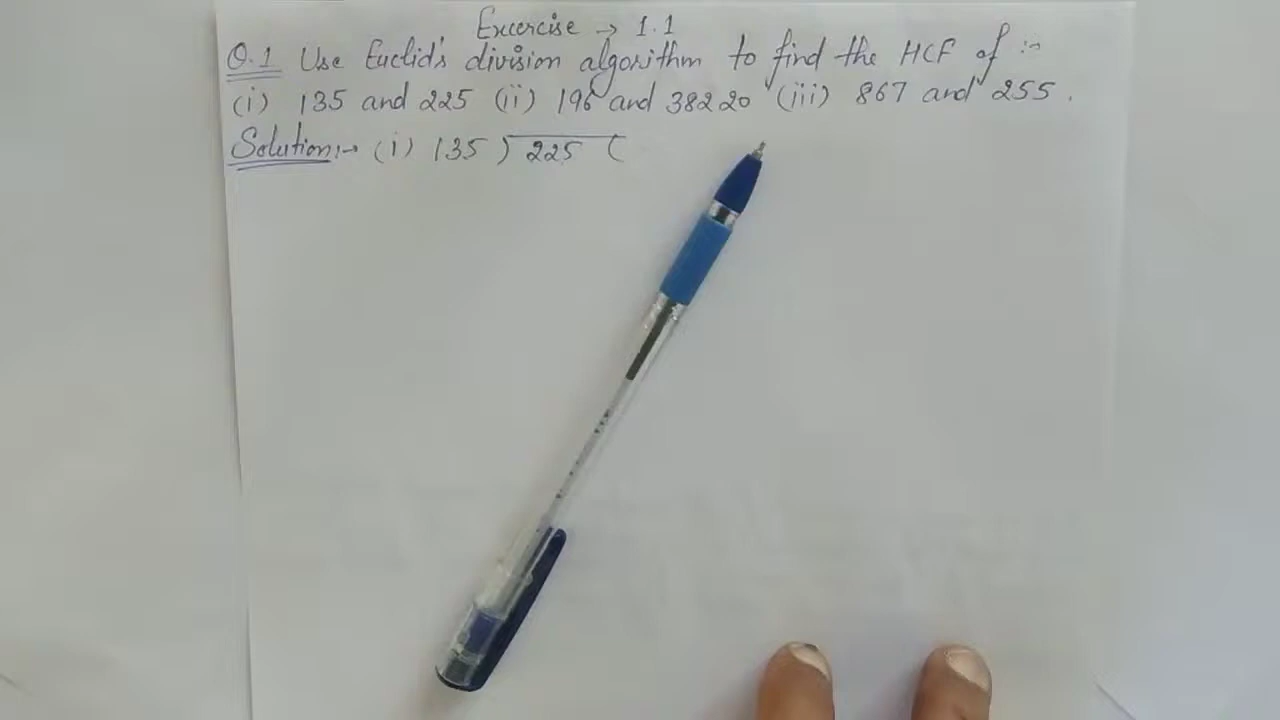 Excercise → 1.1
Q.1 Use Euclid's division algorithm to find the HCF of :-
(i) 135 and 225 (ii) 196 and 38220 (iii) 867 and 255.
Solution:→ (i) 135 ) 225 (